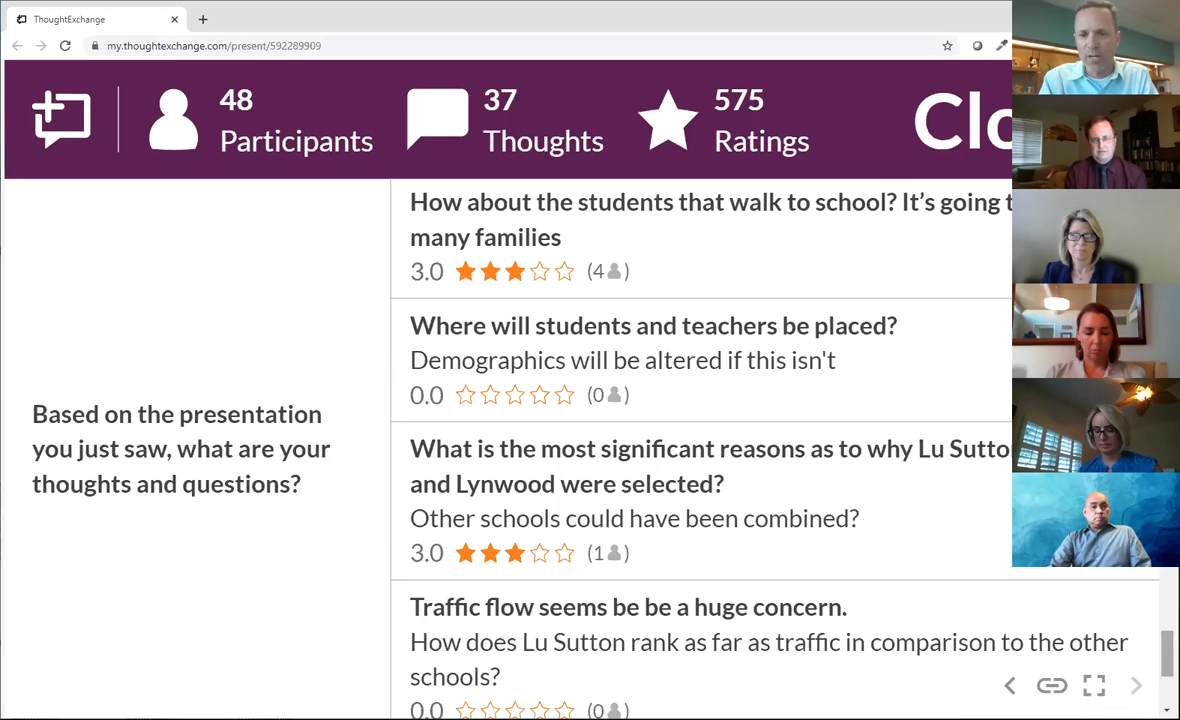 ThoughtExchange
my.thoughtexchange.com/present/592289909
48
Participants
37
Thoughts
575
Ratings
Clo
How about the students that walk to school? It's going t
many families
3.0 (4)
Where will students and teachers be placed?
Demographics will be altered if this isn't
0.0 (0)
Based on the presentation
you just saw, what are your
thoughts and questions?
What is the most significant reasons as to why Lu Sutto
and Lynwood were selected?
Other schools could have been combined?
3.0 (1)
Traffic flow seems be be a huge concern.
How does Lu Sutton rank as far as traffic in comparison to the other
schools?
0.0 (0)